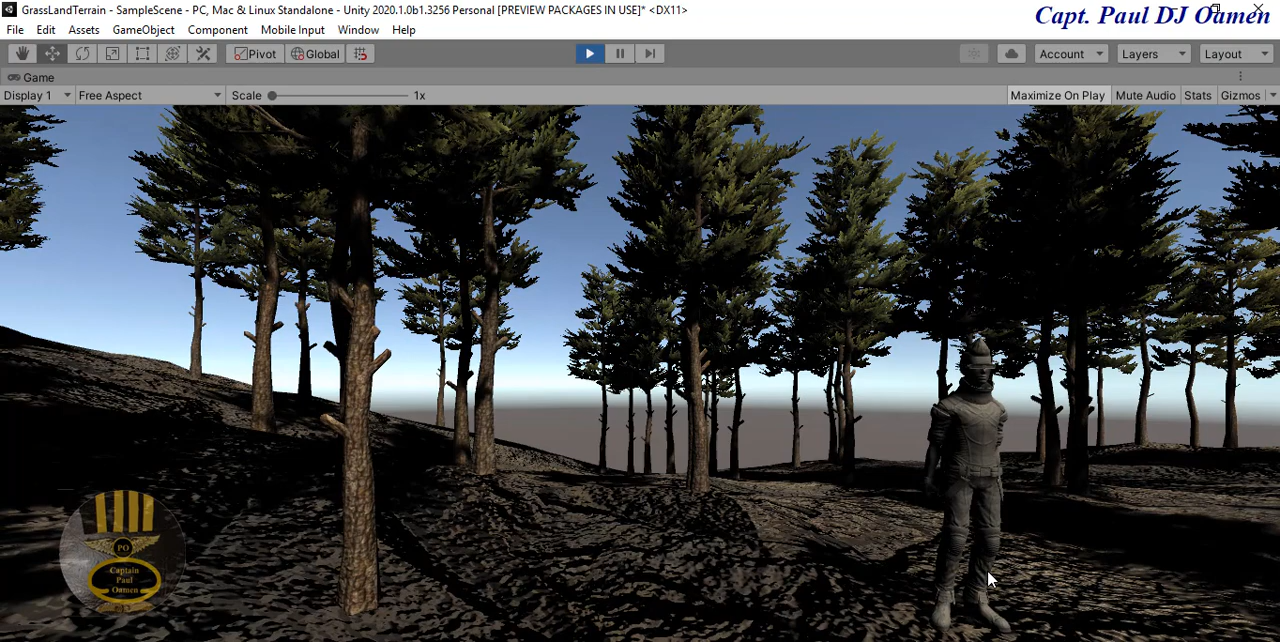 GrassLandTerrain - SampleScene - PC, Mac & Linux Standalone - Unity 2020.1.0b1.3256 Personal [PREVIEW PACKAGES IN USE]* <DX11>
Capt. Paul DJ Oamen
File Edit Assets GameObject Component Mobile Input Window Help
Pivot Global Account Layers Layout
Game
Display 1 Free Aspect Scale 1x Maximize On Play Mute Audio Stats Gizmos
PO
Captain
Paul
Oamen